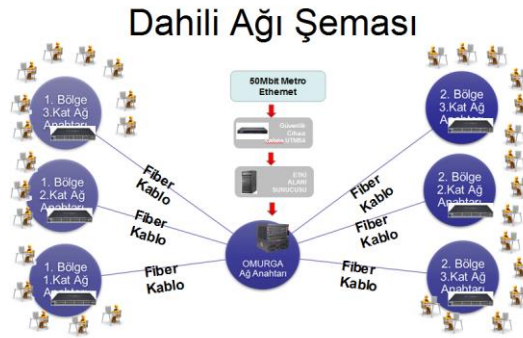 Dahili Ağı Şeması
50Mbit Metro
Ethernet
Güvenlik
Cihazı
UTM54
ETKİ
ALANI
SUNUCUSU
OMURGA
Ağ Anahtarı
1. Bölge
3.Kat Ağ
Anahtarı
1. Bölge
2.Kat Ağ
Anahtarı
1. Bölge
1.Kat Ağ
Anahtarı
2. Bölge
3.Kat Ağ
Anahtarı
2. Bölge
2.Kat Ağ
Anahtarı
2. Bölge
3.Kat Ağ
Anahtarı
Fiber
Kablo
Fiber
Kablo
Fiber
Kablo
Fiber
Kablo
Fiber
Kablo
Fiber
Kablo